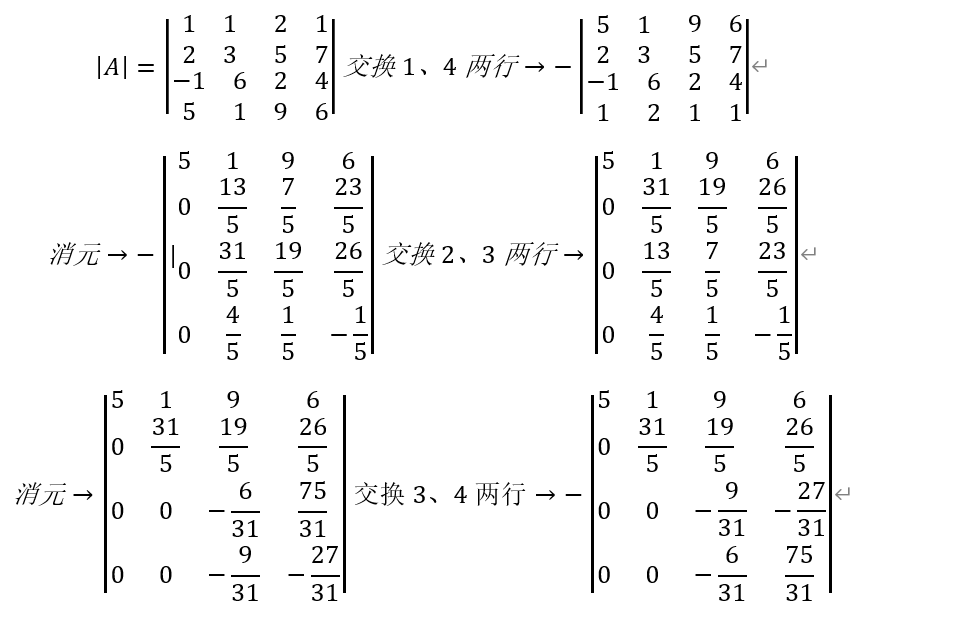 |A| = | 1 1 2 1 | 交换 1、4 两行 → − | 5 1 9 6 | ↵
2 3 5 7 2 3 5 7
−1 6 2 4 −1 6 2 4
5 1 9 6 1 2 1 1
消元 → − | 5 1 9 6 | 交换 2、3 两行 → | 5 1 9 6 | ↵
0 13/5 7/5 23/5 0 31/5 19/5 26/5
0 31/5 19/5 26/5 0 13/5 7/5 23/5
0 4/5 1/5 −1/5 0 4/5 1/5 −1/5
消元 → | 5 1 9 6 | 交换 3、4 两行 → − | 5 1 9 6 | ↵
0 31/5 19/5 26/5 0 31/5 19/5 26/5
0 0 −6/31 75/31 0 0 −9/31 −27/31
0 0 −9/31 −27/31 0 0 −6/31 75/31